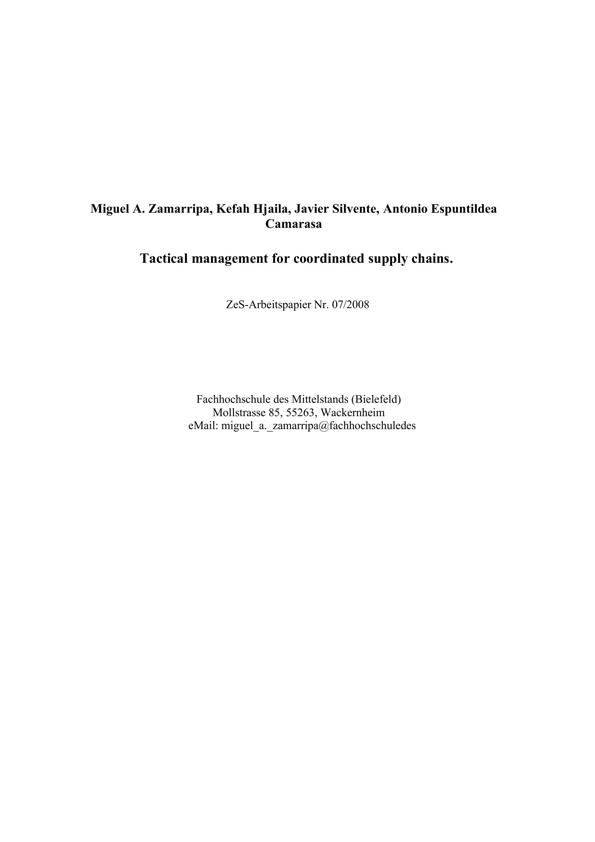 Miguel A. Zamarripa, Kefah Hjaila, Javier Silvente, Antonio Espuntildea
Camarasa
Tactical management for coordinated supply chains.
ZeS-Arbeitspapier Nr. 07/2008
Fachhochschule des Mittelstands (Bielefeld)
Mollstrasse 85, 55263, Wackernheim
eMail: miguel_a._zamarripa@fachhochschuledes